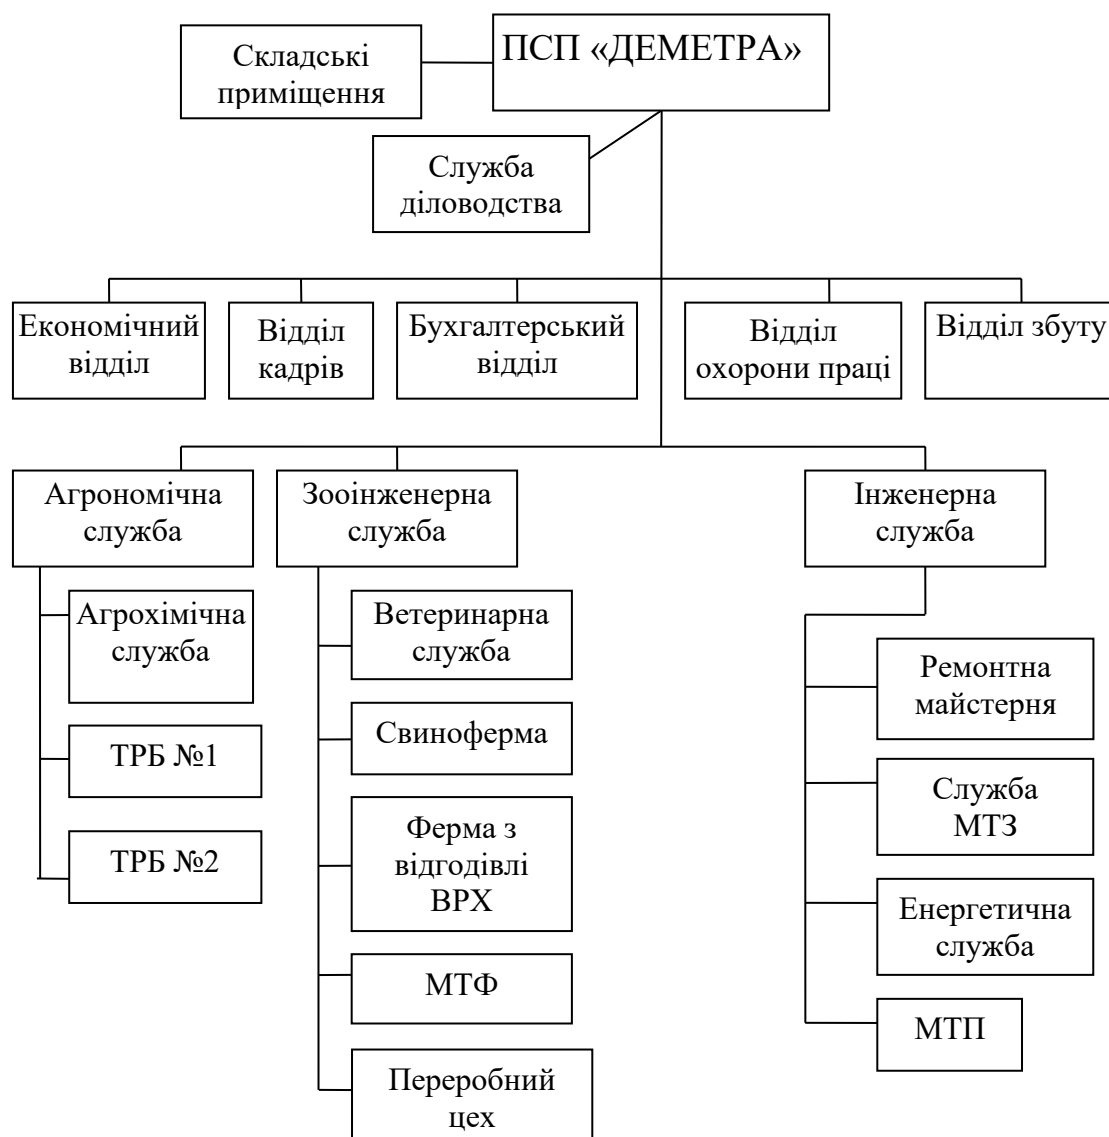 Складські
приміщення
ПСП «ДЕМЕТРА»
Служба
діловодства
Економічний
відділ
Відділ
кадрів
Бухгалтерський
відділ
Відділ
охорони праці
Відділ збуту
Агрономічна
служба
Агрохімічна
служба
ТРБ №1
ТРБ №2
Зооінженерна
служба
Ветеринарна
служба
Свиноферма
Ферма з
відгодівлі
ВРХ
МТФ
Переробний
цех
Інженерна
служба
Ремонтна
майстерня
Служба
МТЗ
Енергетична
служба
МТП